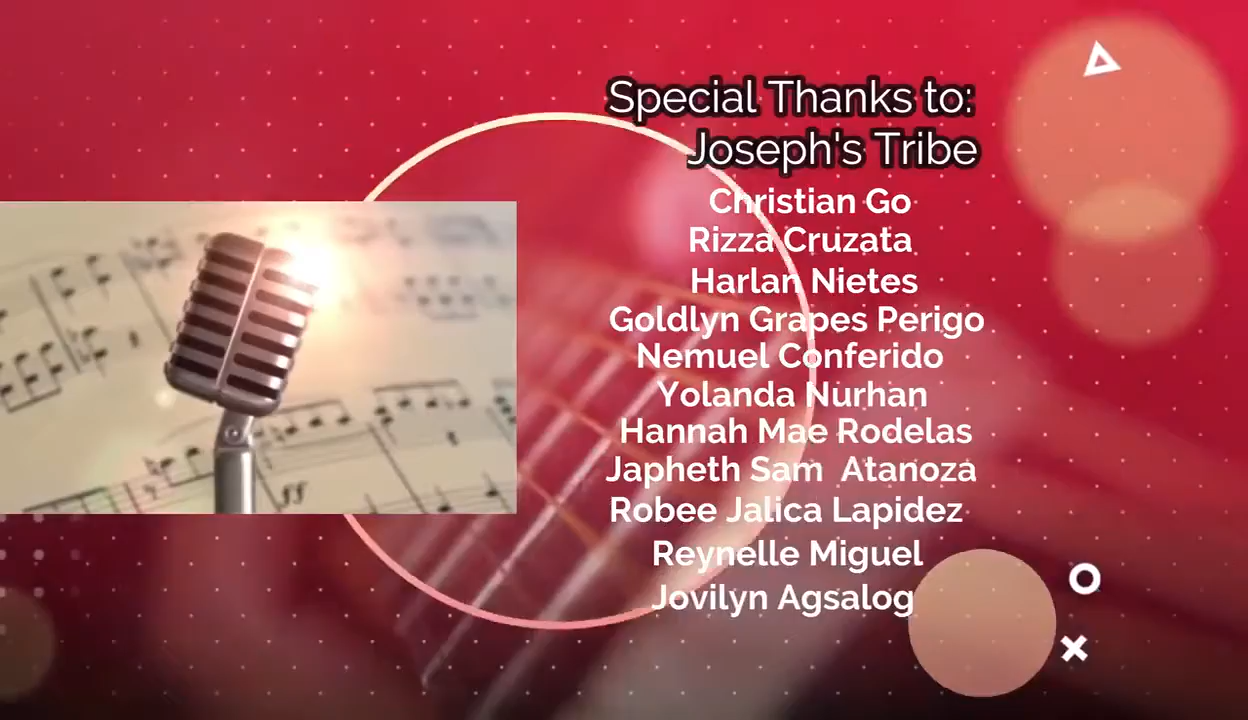 Special Thanks to:
Joseph's Tribe
Christian Go
Rizza Cruzata
Harlan Nietes
Goldlyn Grapes Perigo
Nemuel Conferido
Yolanda Nurhan
Hannah Mae Rodelas
Japheth Sam  Atanoza
Robee Jalica Lapidez
Reynelle Miguel
Jovilyn Agsalog
ff